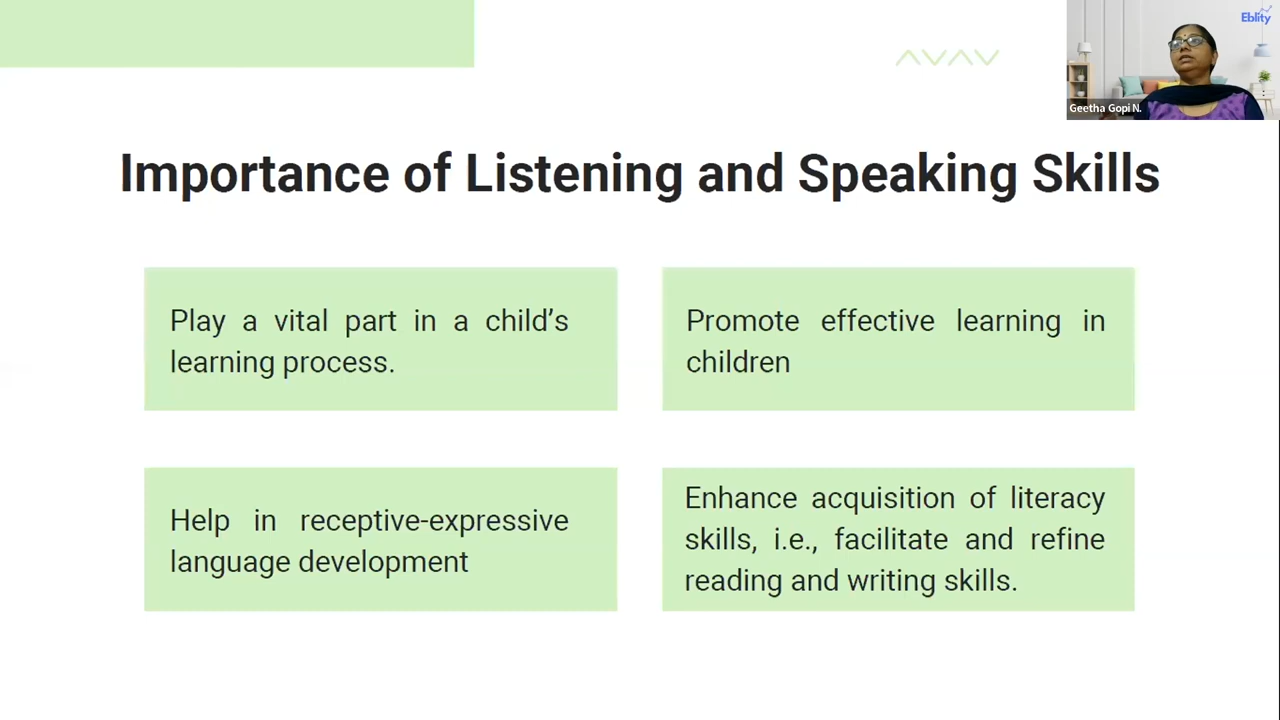 Eblity
Geetha Gopi N.
Importance of Listening and Speaking Skills
Play a vital part in a child’s
learning process.
Promote effective learning in
children
Help in receptive-expressive
language development
Enhance acquisition of literacy
skills, i.e., facilitate and refine
reading and writing skills.